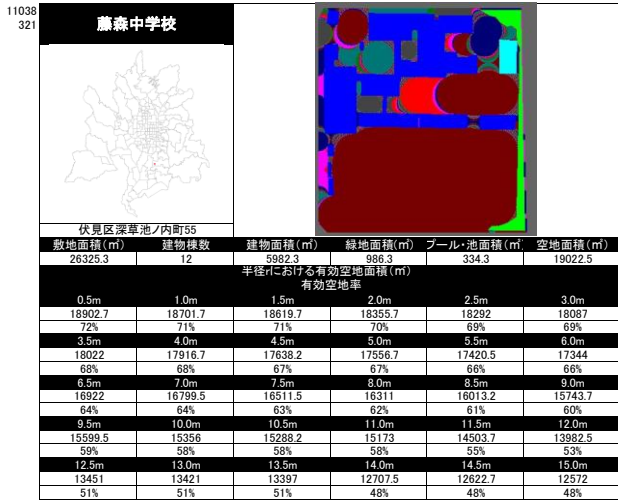 11038
321
藤森中学校
伏見区深草池ノ内町55
敷地面積(㎡) 建物棟数 建物面積(㎡) 緑地面積(㎡) プール・池面積(㎡) 空地面積(㎡)
26325.3 12 5982.3 986.3 334.3 19022.5
半径rにおける有効空地面積(㎡)
有効空地率
0.5m 1.0m 1.5m 2.0m 2.5m 3.0m
18902.7 18701.7 18619.7 18355.7 18292 18087
72% 71% 71% 70% 69% 69%
3.5m 4.0m 4.5m 5.0m 5.5m 6.0m
18022 17916.7 17638.2 17556.7 17420.5 17344
68% 68% 67% 67% 66% 66%
6.5m 7.0m 7.5m 8.0m 8.5m 9.0m
16922 16799.5 16511.5 16311 16013.2 15743.7
64% 64% 63% 62% 61% 60%
9.5m 10.0m 10.5m 11.0m 11.5m 12.0m
15599.5 15356 15288.2 15173 14503.7 13982.5
59% 58% 58% 58% 55% 53%
12.5m 13.0m 13.5m 14.0m 14.5m 15.0m
13451 13421 13397 12707.5 12622.7 12572
51% 51% 51% 48% 48% 48%